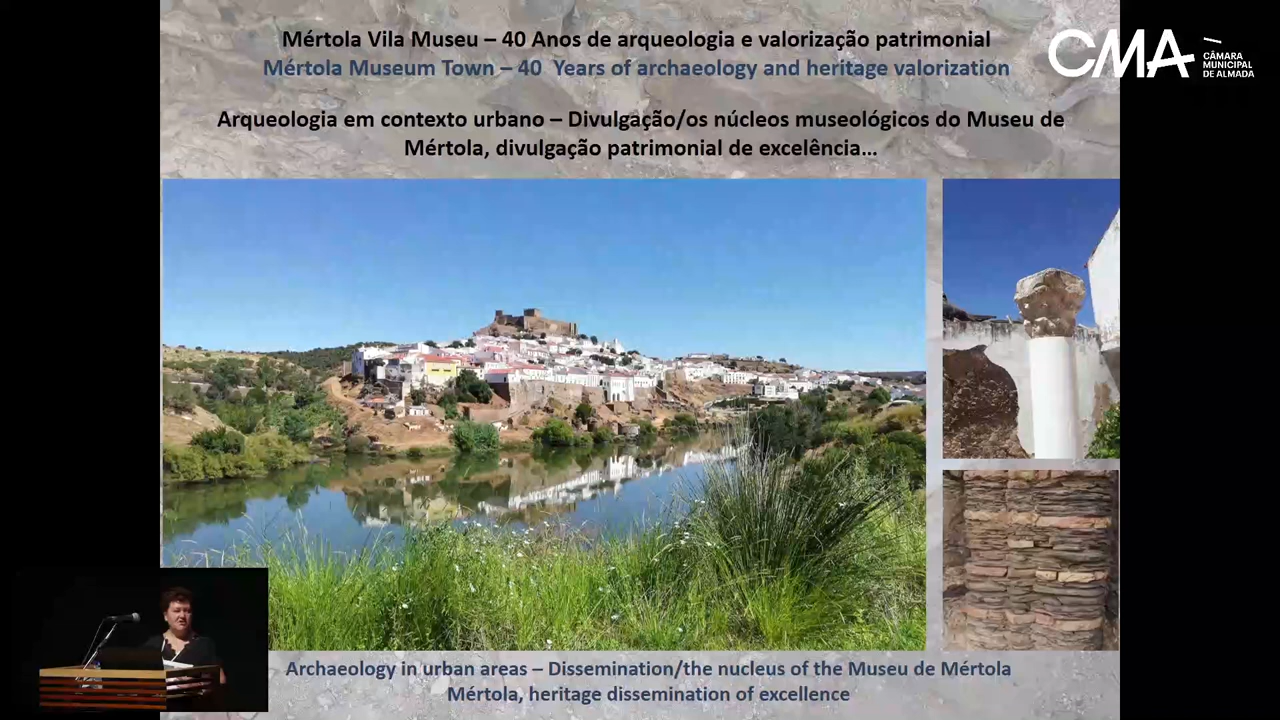 Mértola Vila Museu – 40 Anos de arqueologia e valorização patrimonial
Mértola Museum Town – 40 Years of archaeology and heritage valorization
CMA
CÂMARA
MUNICIPAL
DE ALMADA
Arqueologia em contexto urbano – Divulgação/os núcleos museológicos do Museu de
Mértola, divulgação patrimonial de excelência...
Archaeology in urban areas – Dissemination/the nucleus of the Museu de Mértola
Mértola, heritage dissemination of excellence